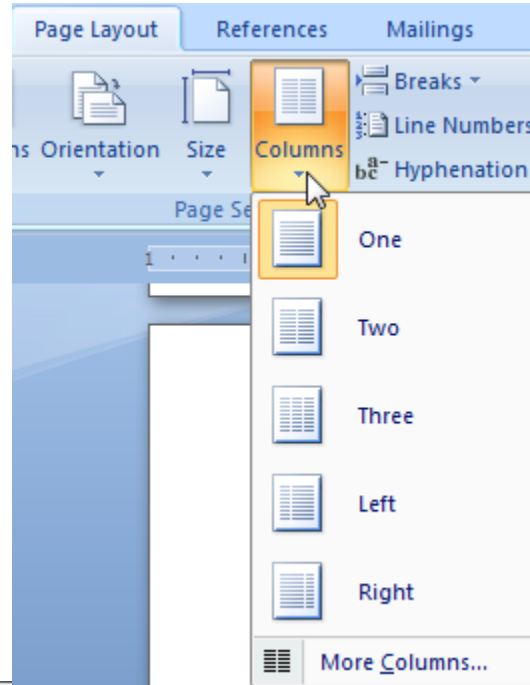 Page Layout References Mailings
Breaks
Line Numbers
Orientation Size Columns Hyphenation
Page Se
1
One
Two
Three
Left
Right
More Columns...